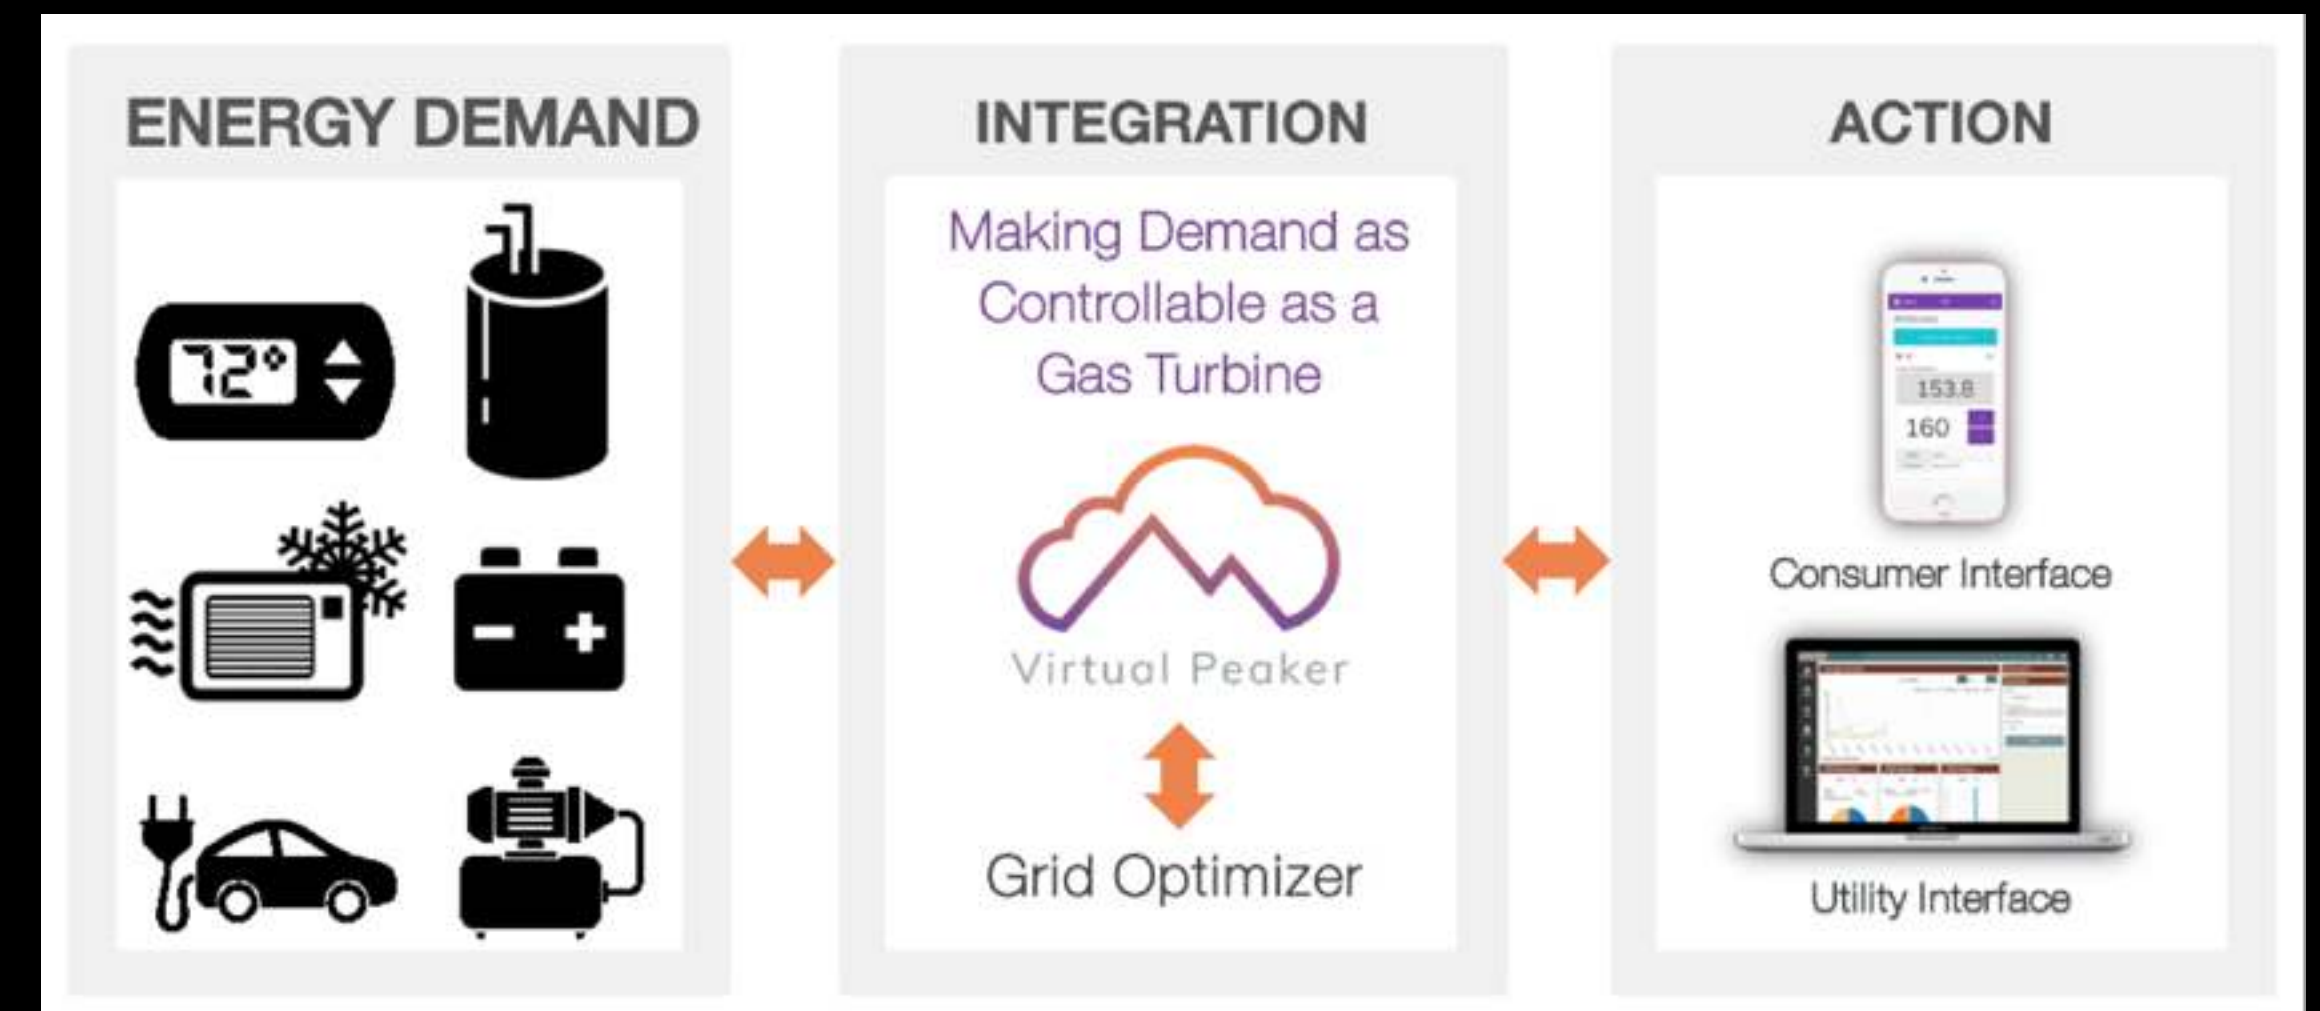 ENERGY DEMAND
72°
INTEGRATION
Making Demand as
Controllable as a
Gas Turbine
Virtual Peaker
Grid Optimizer
ACTION
153.8
160
Consumer Interface
Utility Interface